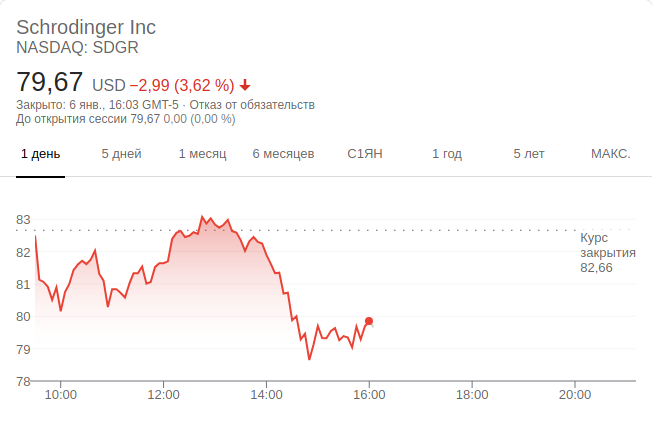 Schrodinger Inc
NASDAQ: SDGR
79,67 USD −2,99 (3,62 %)
Закрыто: 6 янв., 16:03 GMT-5 · Отказ от обязательств
До открытия сессии 79,67 0,00 (0,00 %)
1 день 5 дней 1 месяц 6 месяцев С1ЯН 1 год 5 лет МАКС.
83
Курс
закрытия
82,66
82
81
80
79
78
10:00 12:00 14:00 16:00 18:00 20:00